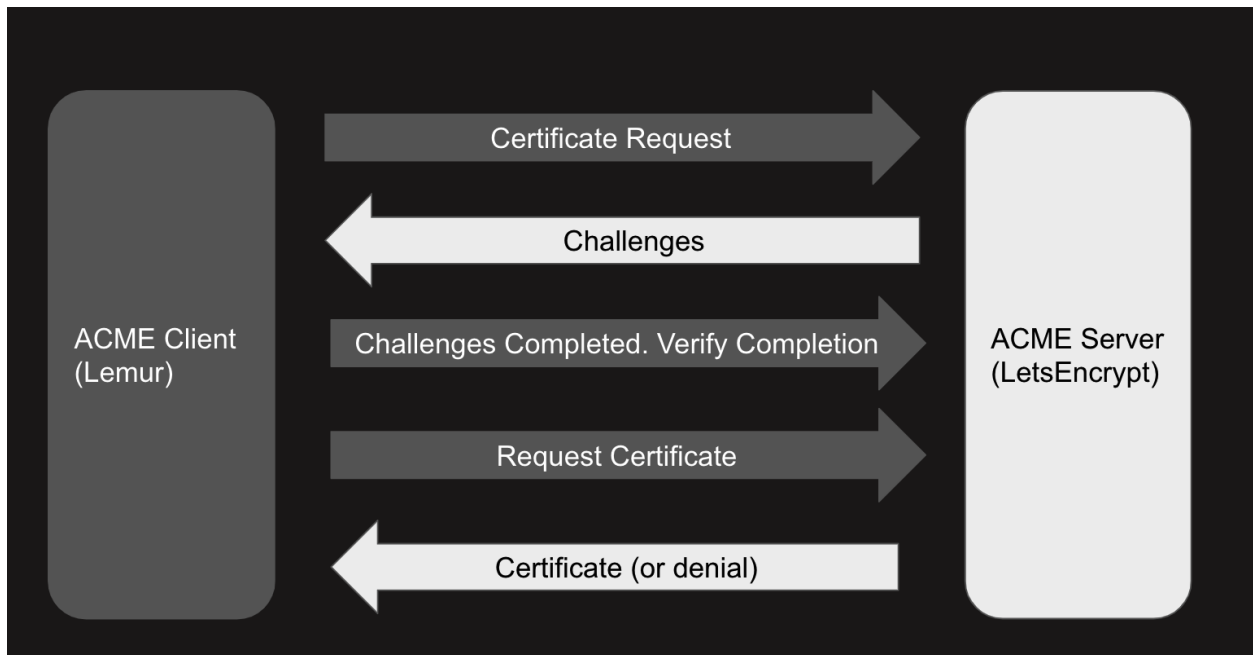 Certificate Request
Challenges
ACME Client
(Lemur)
Challenges Completed. Verify Completion
ACME Server
(LetsEncrypt)
Request Certificate
Certificate (or denial)